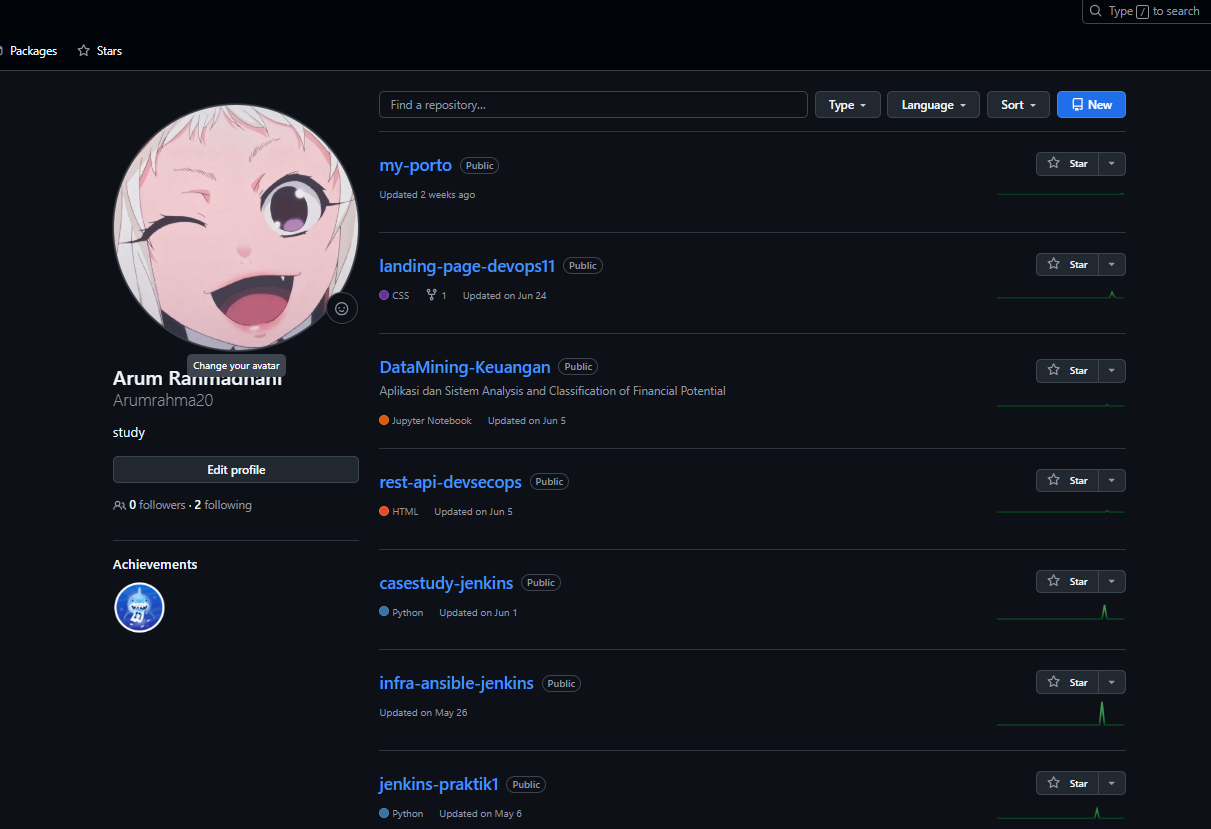 Type / to search
Packages
Stars
Find a repository...
Type
Language
Sort
New
Change your avatar
Arum Rahmadhani
Arumrahma20
study
Edit profile
0 followers · 2 following
Achievements
my-porto Public
Star
Updated 2 weeks ago
landing-page-devops11 Public
Star
CSS 1 Updated on Jun 24
DataMining-Keuangan Public
Star
Aplikasi dan Sistem Analysis and Classification of Financial Potential
Jupyter Notebook Updated on Jun 5
rest-api-devsecops Public
Star
HTML Updated on Jun 5
casestudy-jenkins Public
Star
Python Updated on Jun 1
infra-ansible-jenkins Public
Star
Updated on May 26
jenkins-praktik1 Public
Star
Python Updated on May 6